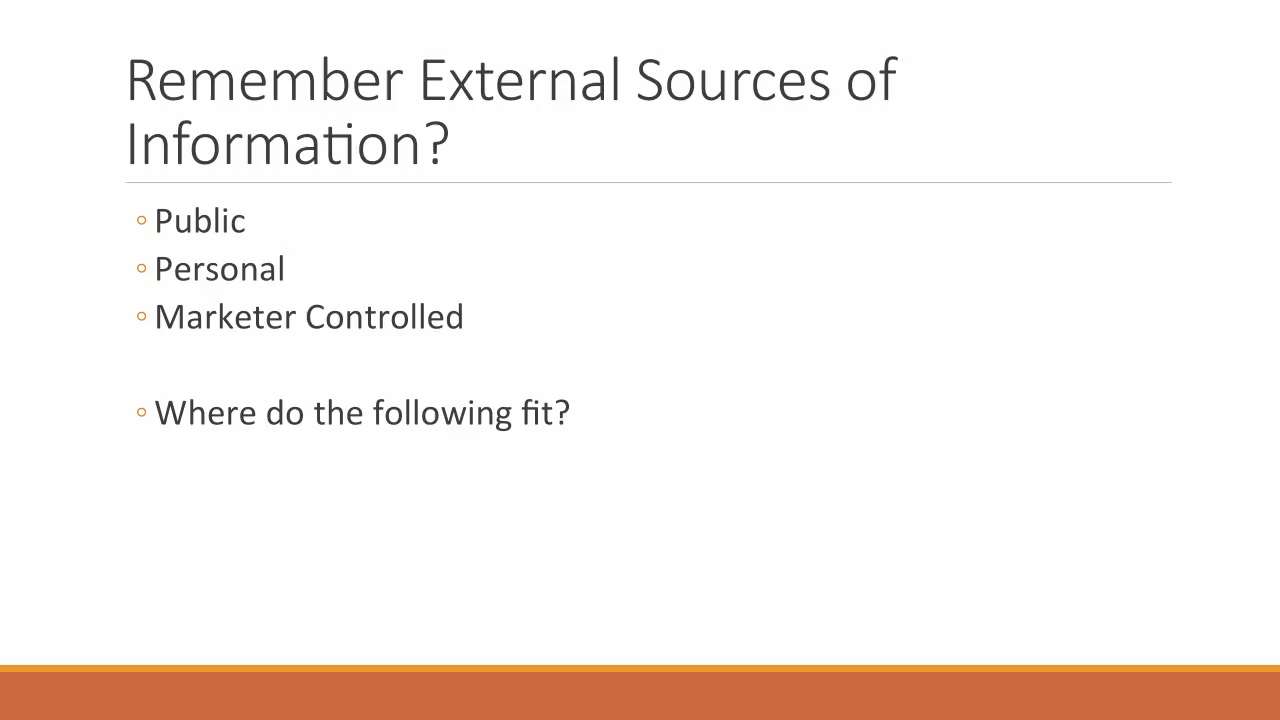 Remember External Sources of
Information?
◦ Public
◦ Personal
◦ Marketer Controlled
◦ Where do the following fit?